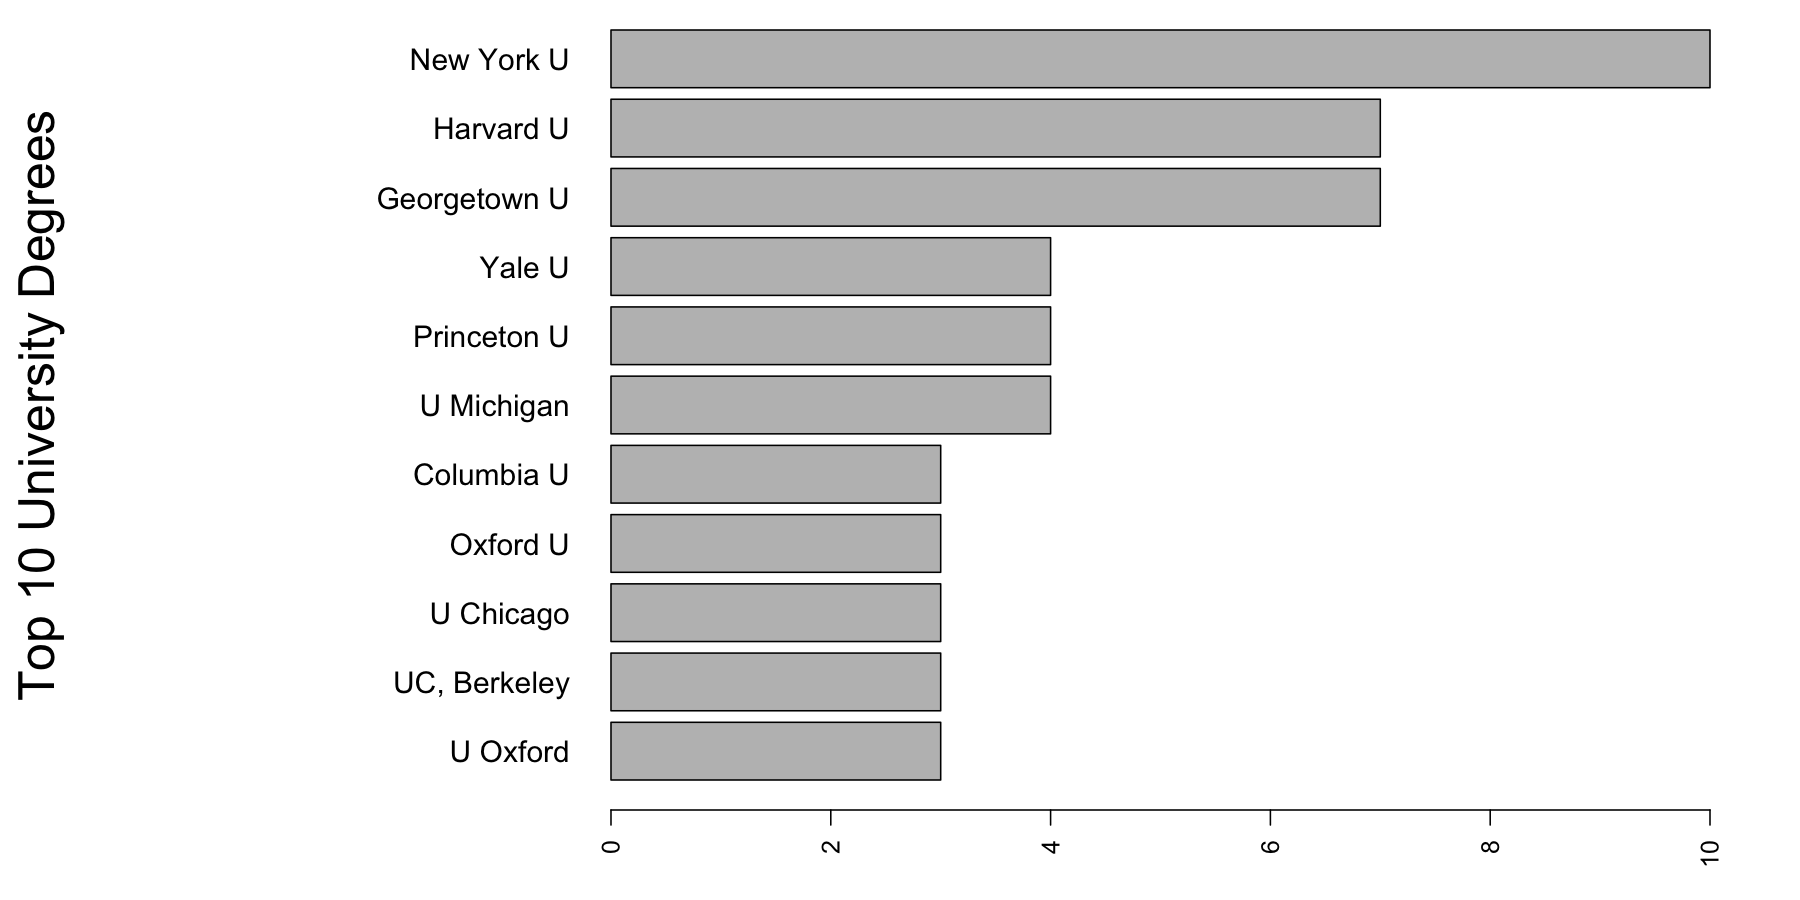 Top 10 University Degrees
New York U
Harvard U
Georgetown U
Yale U
Princeton U
U Michigan
Columbia U
Oxford U
U Chicago
UC, Berkeley
U Oxford
0 2 4 6 8 10